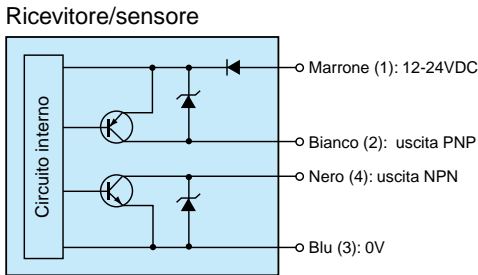 Ricevitore/sensore
Circuito interno
Marrone (1): 12-24VDC
Bianco (2): uscita PNP
Nero (4): uscita NPN
Blu (3): 0V